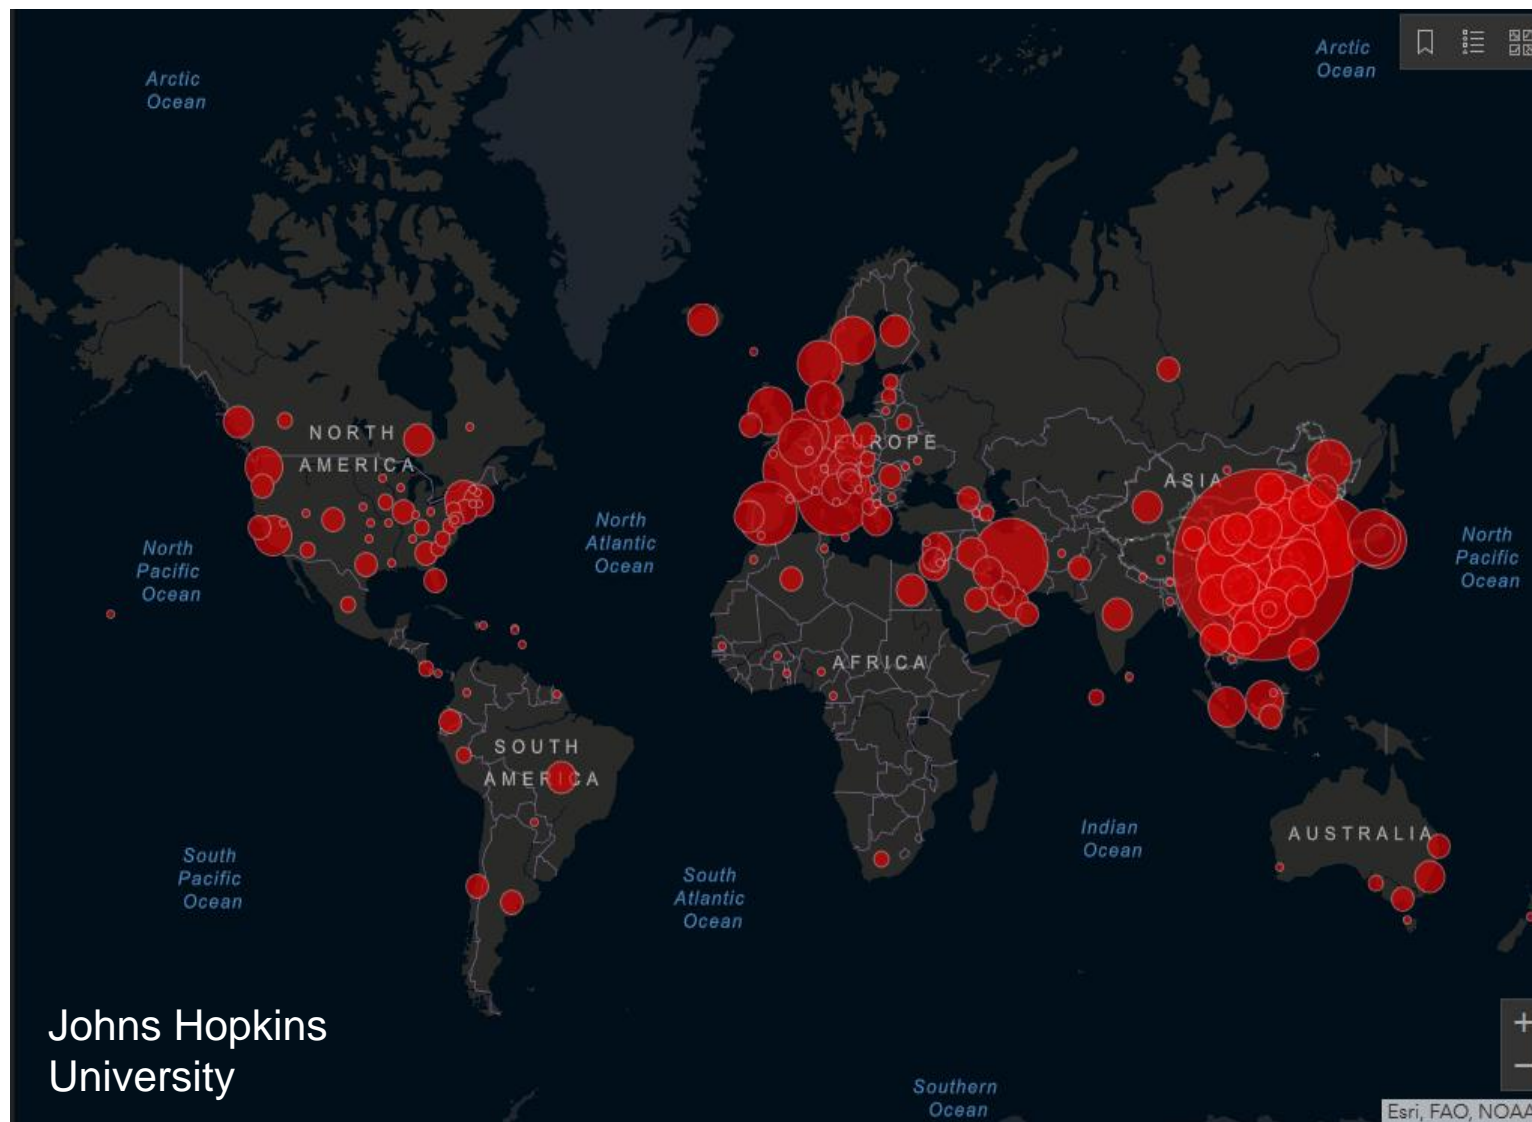 Arctic
Ocean
Arctic
Ocean
NORTH
AMERICA
EUROPE
ASIA
North
Atlantic
Ocean
North
Pacific
Ocean
North
Pacific
Ocean
AFRICA
SOUTH
AMERICA
Indian
Ocean
AUSTRALIA
South
Pacific
Ocean
South
Atlantic
Ocean
Johns Hopkins
University
Southern
Ocean
+
−
Esri, FAO, NOAA